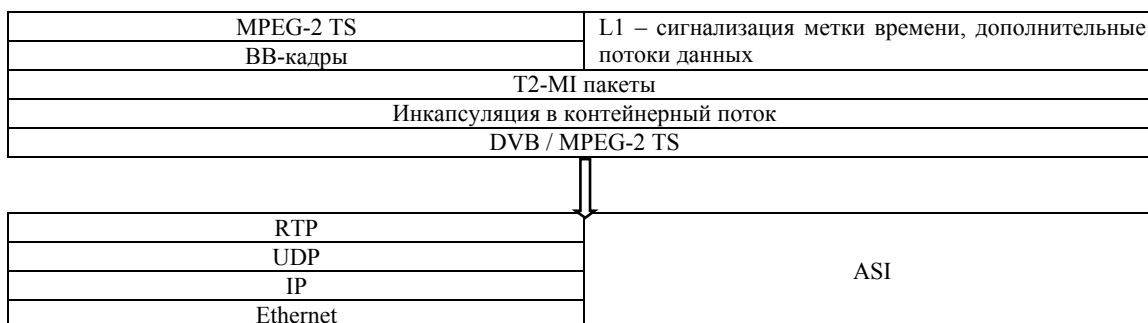 MPEG-2 TS
BB-кадры
L1 – сигнализация метки времени, дополнительные
потоки данных
T2-MI пакеты
Инкапсуляция в контейнерный поток
DVB / MPEG-2 TS
RTP
UDP
IP
Ethernet
ASI